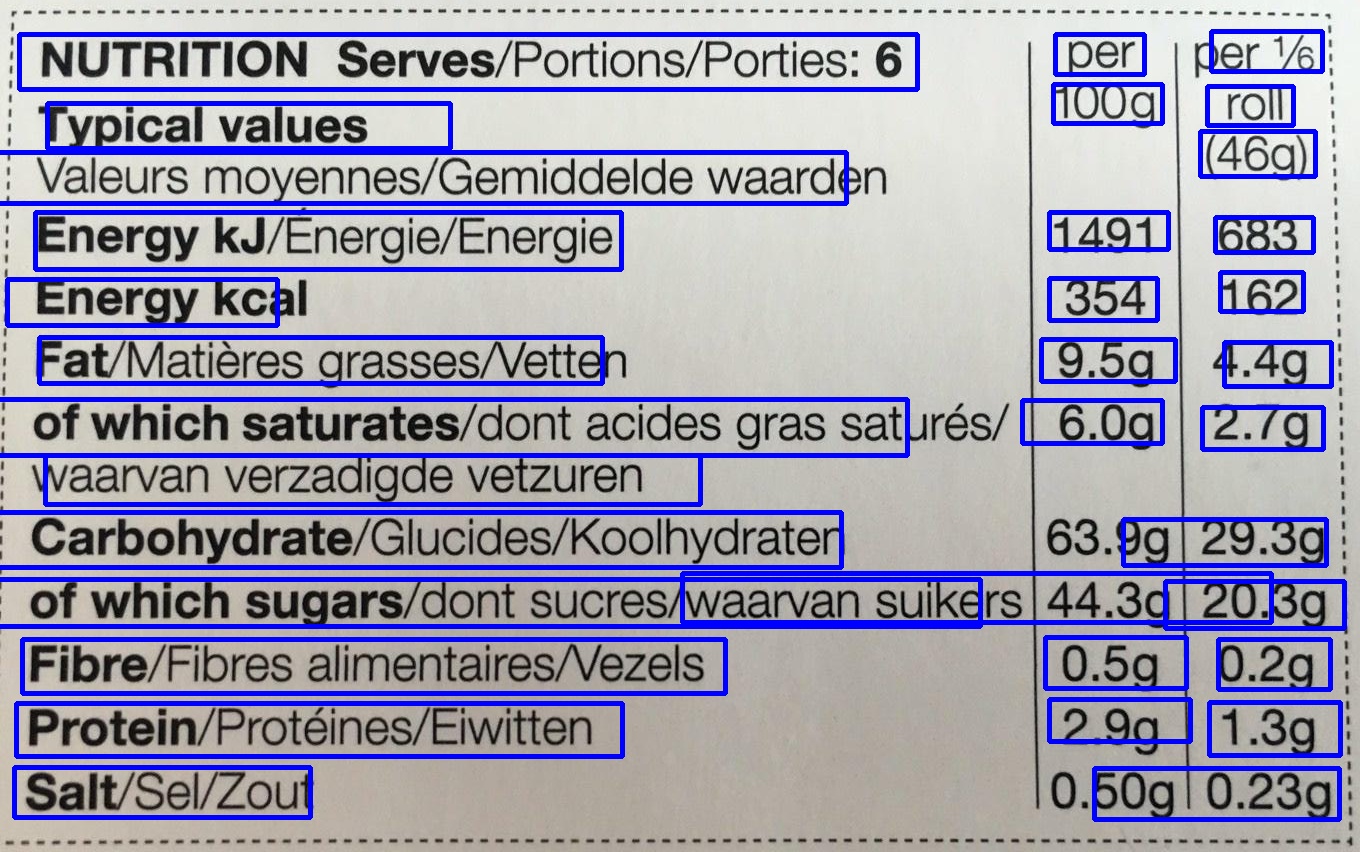 NUTRITION Serves/Portions/Porties: 6 per per ⅙
Typical values 100g roll
Valeurs moyennes/Gemiddelde waarden (46g)
Energy kJ/Énergie/Energie 1491 683
Energy kcal 354 162
Fat/Matières grasses/Vetten 9.5g 4.4g
of which saturates/dont acides gras saturés/ 6.0g 2.7g
waarvan verzadigde vetzuren
Carbohydrate/Glucides/Koolhydraten 63.9g 29.3g
of which sugars/dont sucres/waarvan suikers 44.3g 20.3g
Fibre/Fibres alimentaires/Vezels 0.5g 0.2g
Protein/Protéines/Eiwitten 2.9g 1.3g
Salt/Sel/Zout 0.50g 0.23g